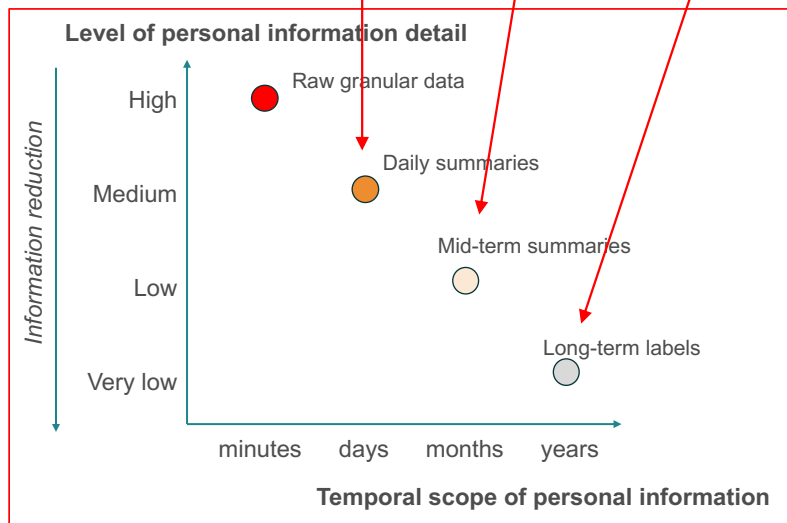 Level of personal information detail
Raw granular data
High
Daily summaries
Medium
Mid-term summaries
Low
Long-term labels
Very low
Information reduction
minutes days months years
Temporal scope of personal information